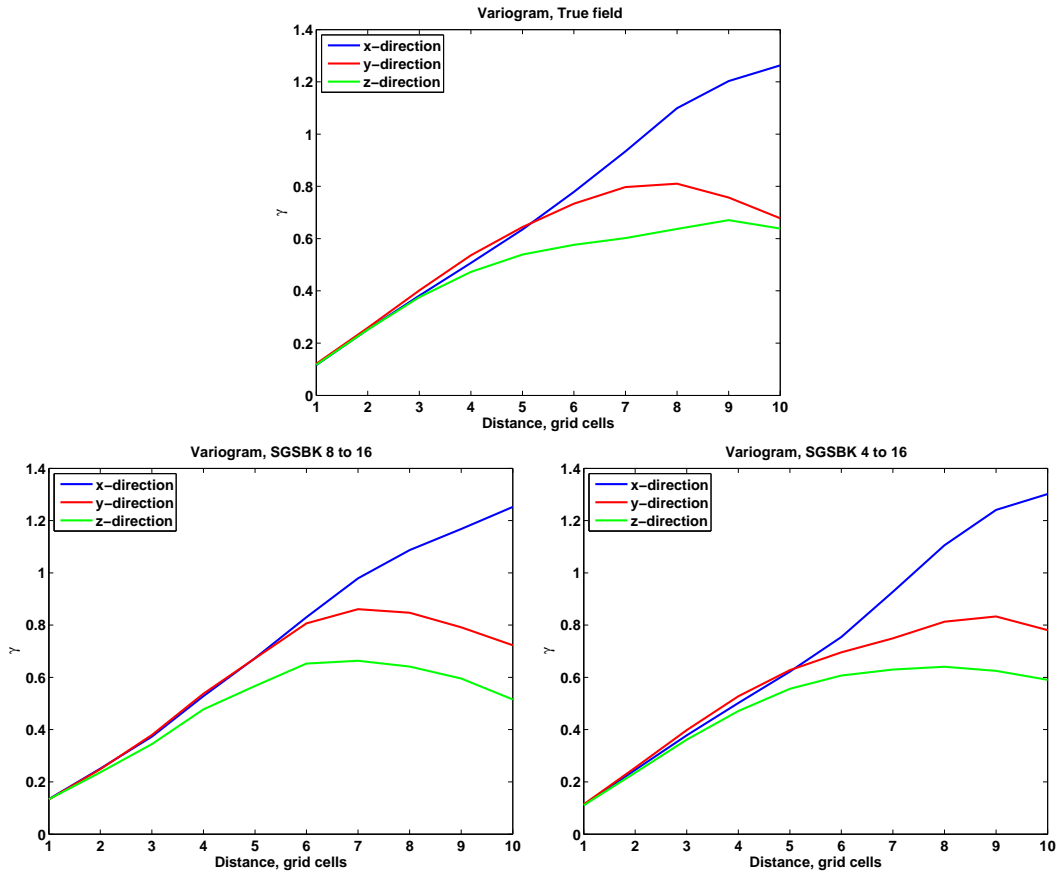 Variogram, True field
x-direction
y-direction
z-direction
γ
1.4
1.2
1
0.8
0.6
0.4
0.2
0
1 2 3 4 5 6 7 8 9 10
Distance, grid cells
Variogram, SGSBK 8 to 16
x-direction
y-direction
z-direction
γ
1.4
1.2
1
0.8
0.6
0.4
0.2
0
1 2 3 4 5 6 7 8 9 10
Distance, grid cells
Variogram, SGSBK 4 to 16
x-direction
y-direction
z-direction
γ
1.4
1.2
1
0.8
0.6
0.4
0.2
0
1 2 3 4 5 6 7 8 9 10
Distance, grid cells